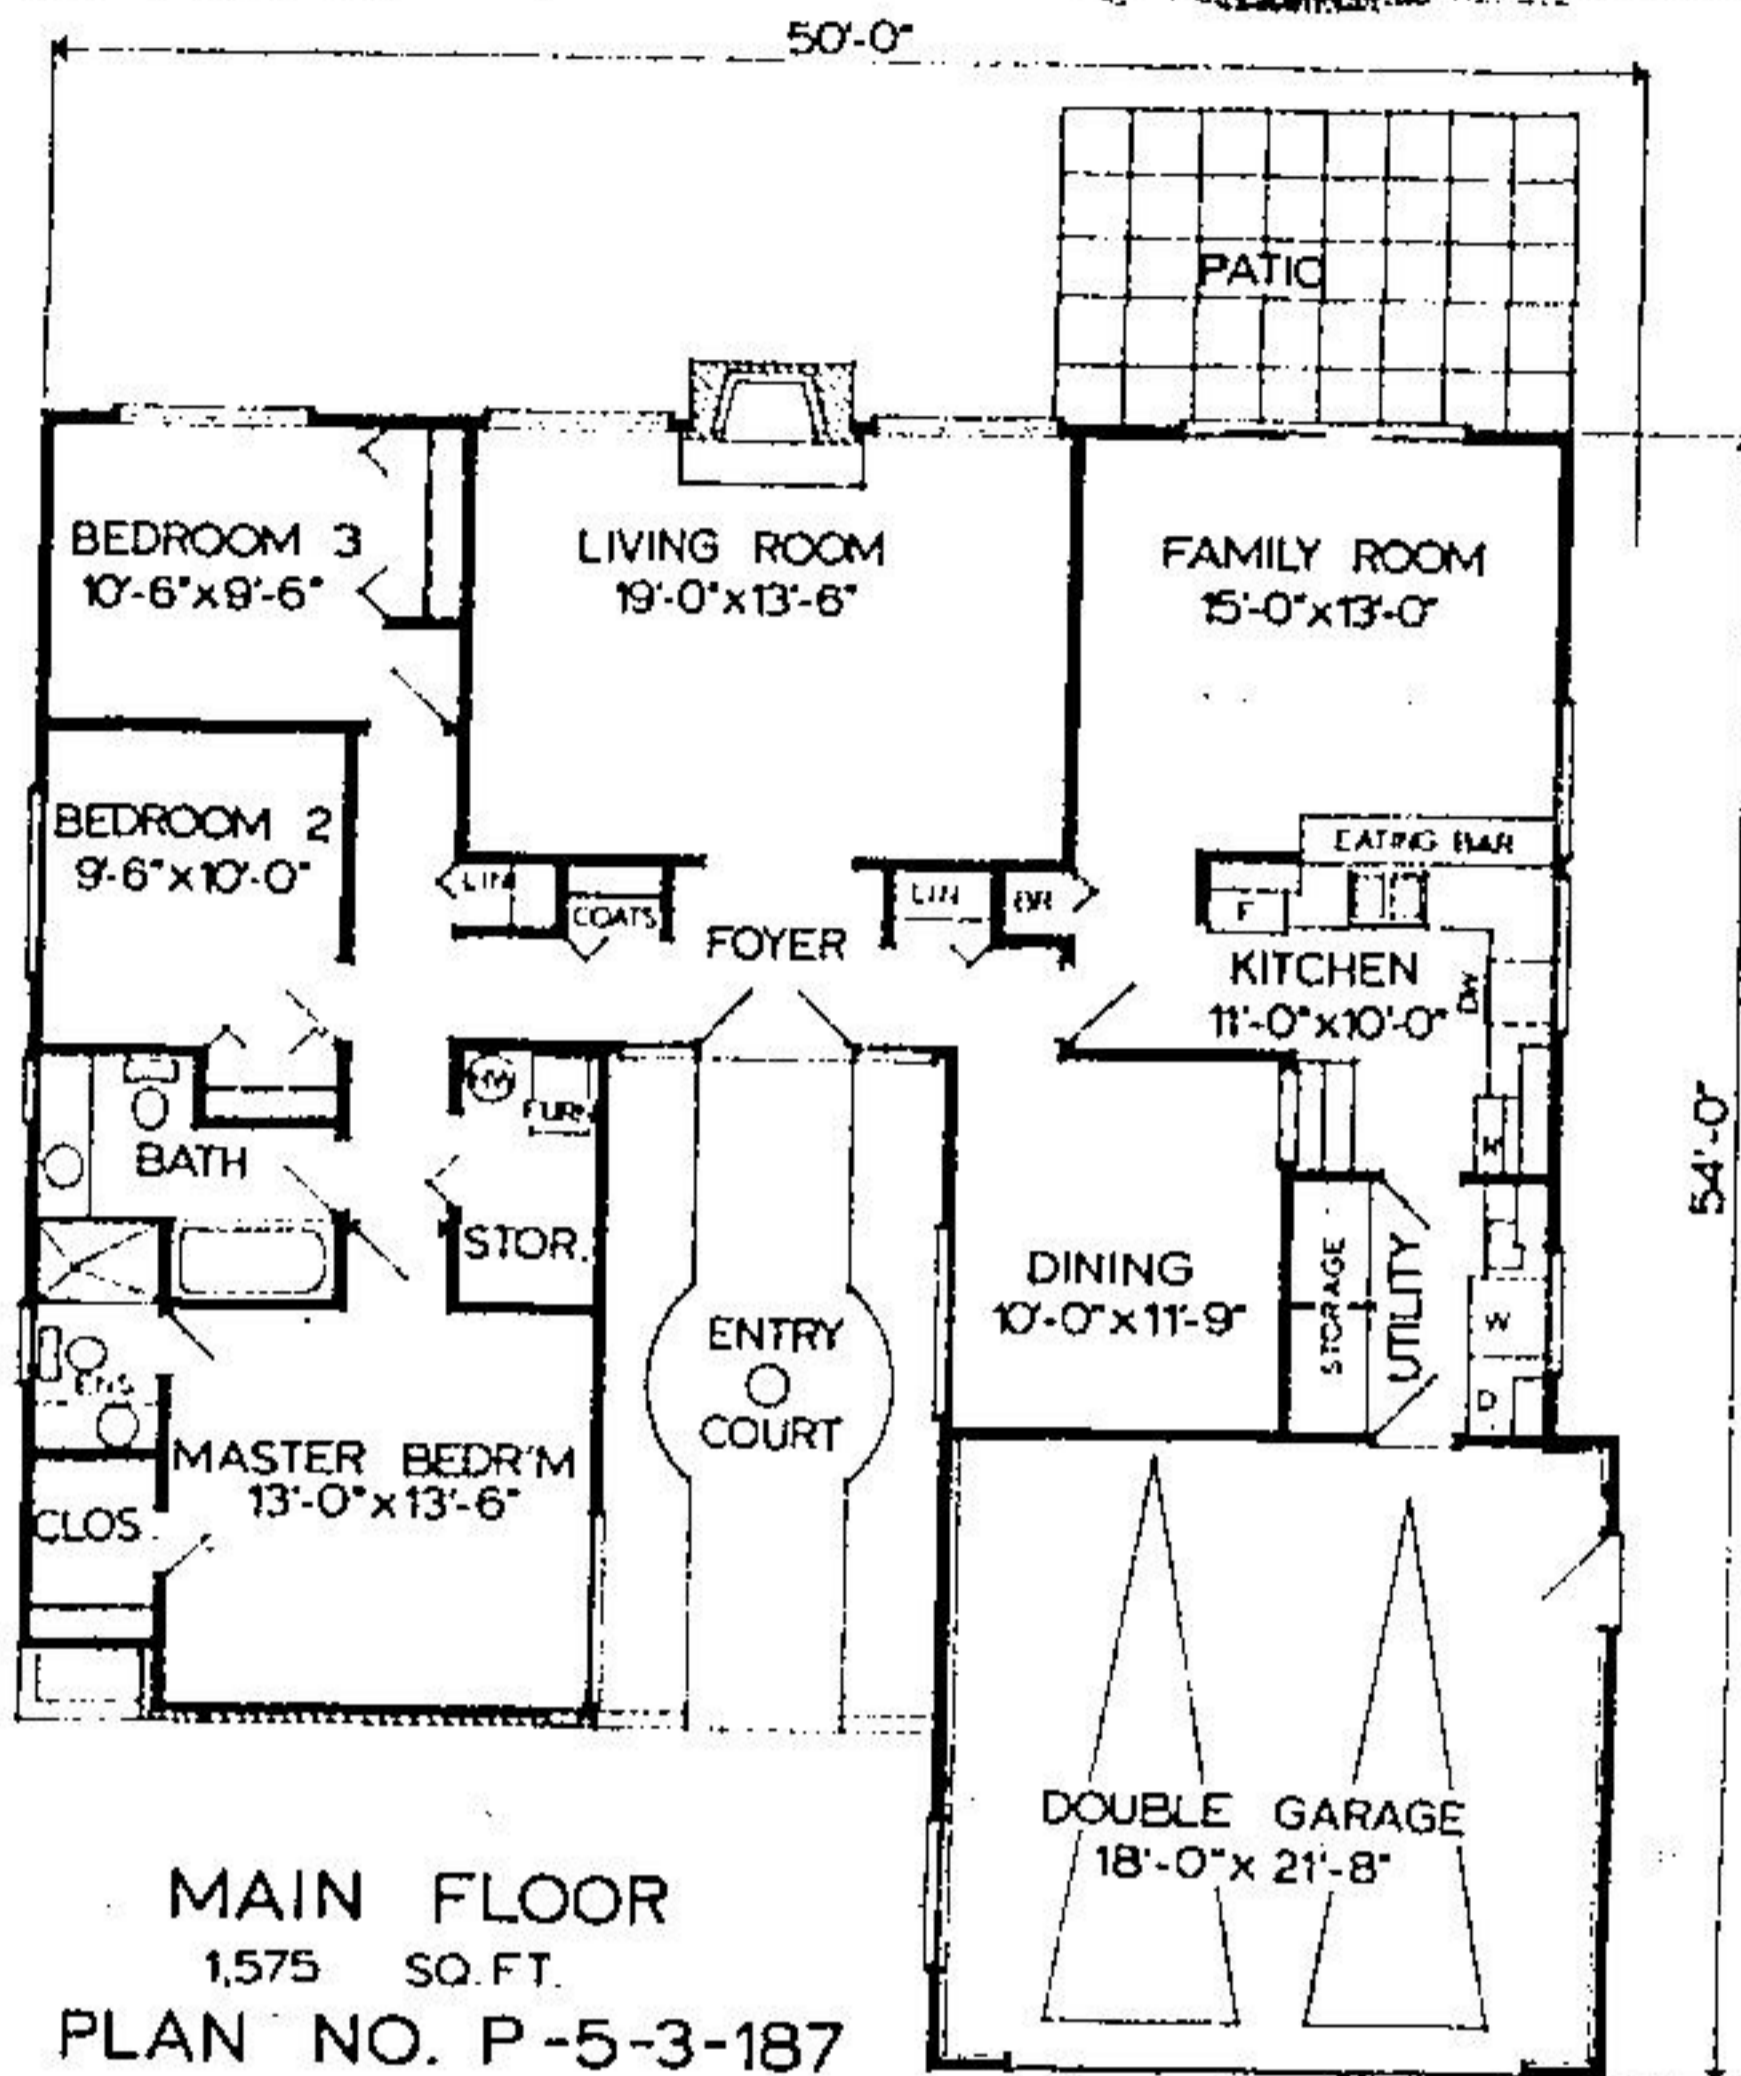 50'-0"
PATIO
BEDROOM 3
10'-6"x9'-6"
LIVING ROOM
19'-0"x13'-6"
FAMILY ROOM
15'-0"x13'-0"
BEDROOM 2
9'-6"x10'-0"
EATING BAR
LIN
COATS
LIN
BR
F
FOYER
KITCHEN
11'-0"x10'-0"
DW
HW
FURN
BATH
R
54'-0"
STOR.
DINING
10'-0"x11'-9"
STORAGE
UTILITY
W
D
ENTRY
COURT
ENS
MASTER BEDR'M
13'-0"x13'-6"
CLOS.
DOUBLE GARAGE
18'-0"x 21'-8"
MAIN FLOOR
1,575 SQ.FT.
PLAN NO. P-5-3-187